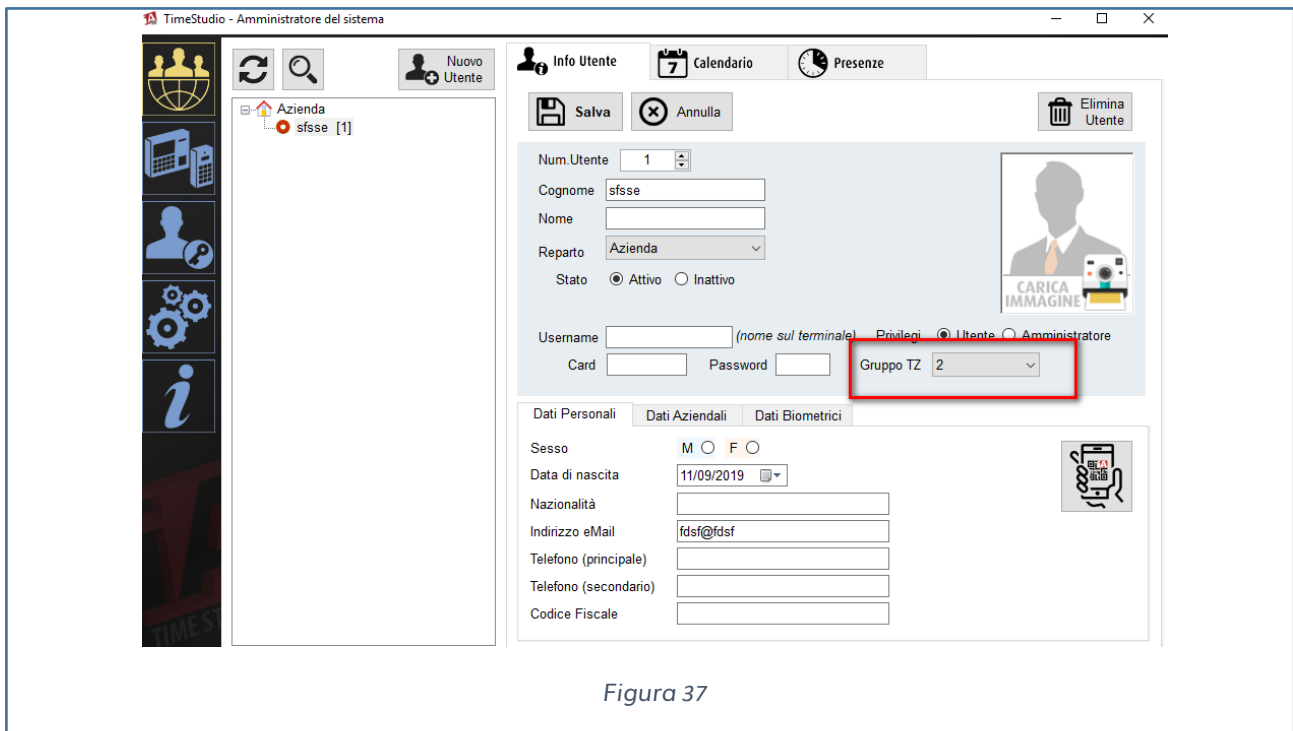 TimeStudio - Amministratore del sistema
Nuovo
Utente
Azienda
sfsse [1]
Info Utente
7
Calendario
Presenze
Salva
Annulla
Elimina
Utente
Num.Utente 1
Cognome sfsse
Nome
Reparto Azienda
Stato Attivo Inattivo
CARICA
IMMAGINE
Username (nome sul terminale) Privilegi Utente Amministratore
Card Password Gruppo TZ 2
Dati Personali Dati Aziendali Dati Biometrici
Sesso M F
Data di nascita 11/09/2019
Nazionalità
Indirizzo eMail fdsf@fdsf
Telefono (principale)
Telefono (secondario)
Codice Fiscale
TIME ST
Figura 37